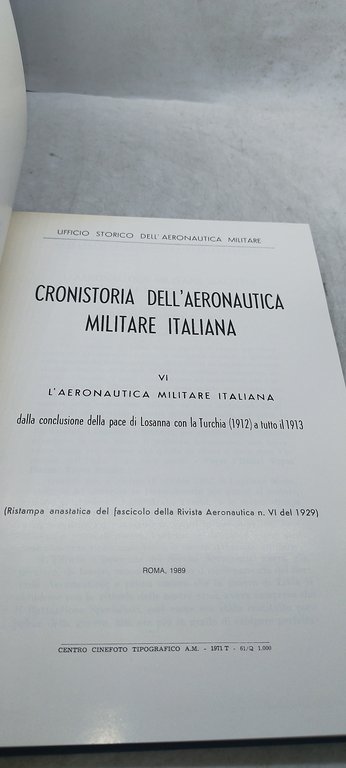 UFFICIO STORICO DELL'AERONAUTICA MILITARE
CRONISTORIA DELL'AERONAUTICA
MILITARE ITALIANA
VI
L'AERONAUTICA MILITARE ITALIANA
dalla conclusione della pace di Losanna con la Turchia (1912) a tutto il 1913
(Ristampa anastatica del fascicolo della Rivista Aeronautica n. VI del 1929)
ROMA, 1989
CENTRO CINEFOTO TIPOGRAFICO A.M. - 1971 T - 61/Q 1.000